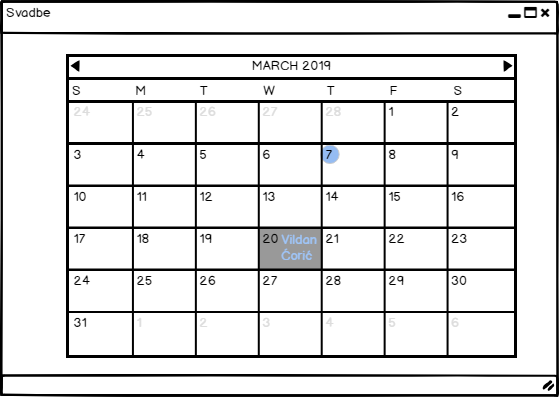 Svadbe
MARCH 2019
S M T W T F S
24 25 26 27 28 1 2
3 4 5 6 7 8 9
10 11 12 13 14 15 16
17 18 19 20 Vildan 21 22 23
Čorić
24 25 26 27 28 29 30
31 1 2 3 4 5 6